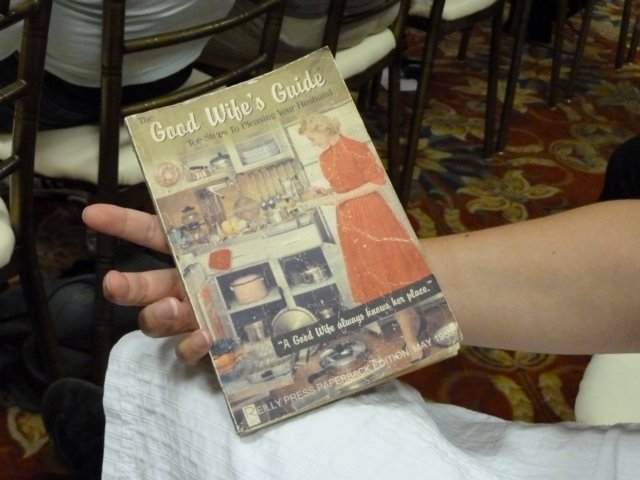 The
Good Wife's Guide
Ten Steps To Pleasing Your Husband
"A Good Wife always knows her place."
REILLY PRESS PAPERBACK EDITION, MAY